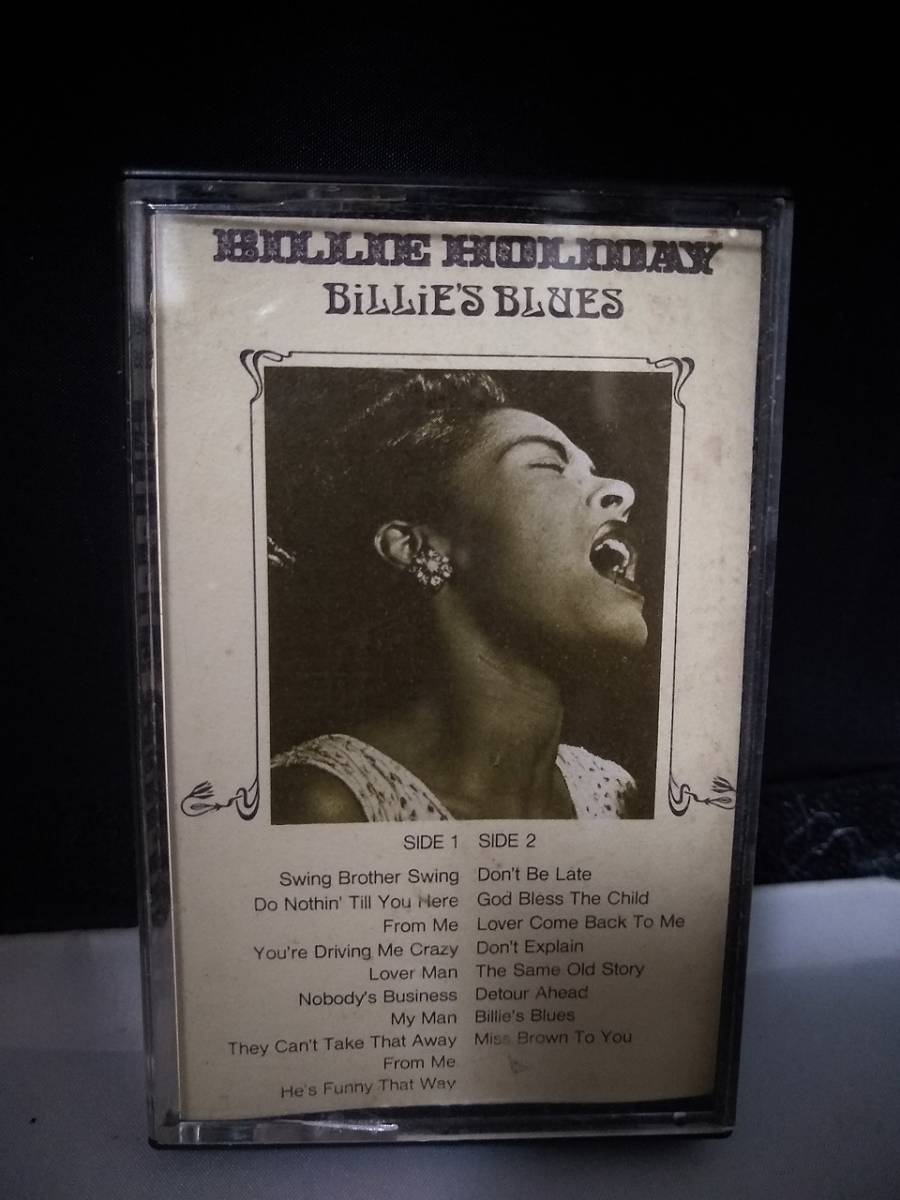 BILLIE HOLIDAY
BiLLiE'S BLUES
SIDE 1
Swing Brother Swing
Do Nothin' Till You Here
From Me
You're Driving Me Crazy
Lover Man
Nobody's Business
My Man
They Can't Take That Away
From Me
He's Funny That Way
SIDE 2
Don't Be Late
God Bless The Child
Lover Come Back To Me
Don't Explain
The Same Old Story
Detour Ahead
Billie's Blues
Miss Brown To You